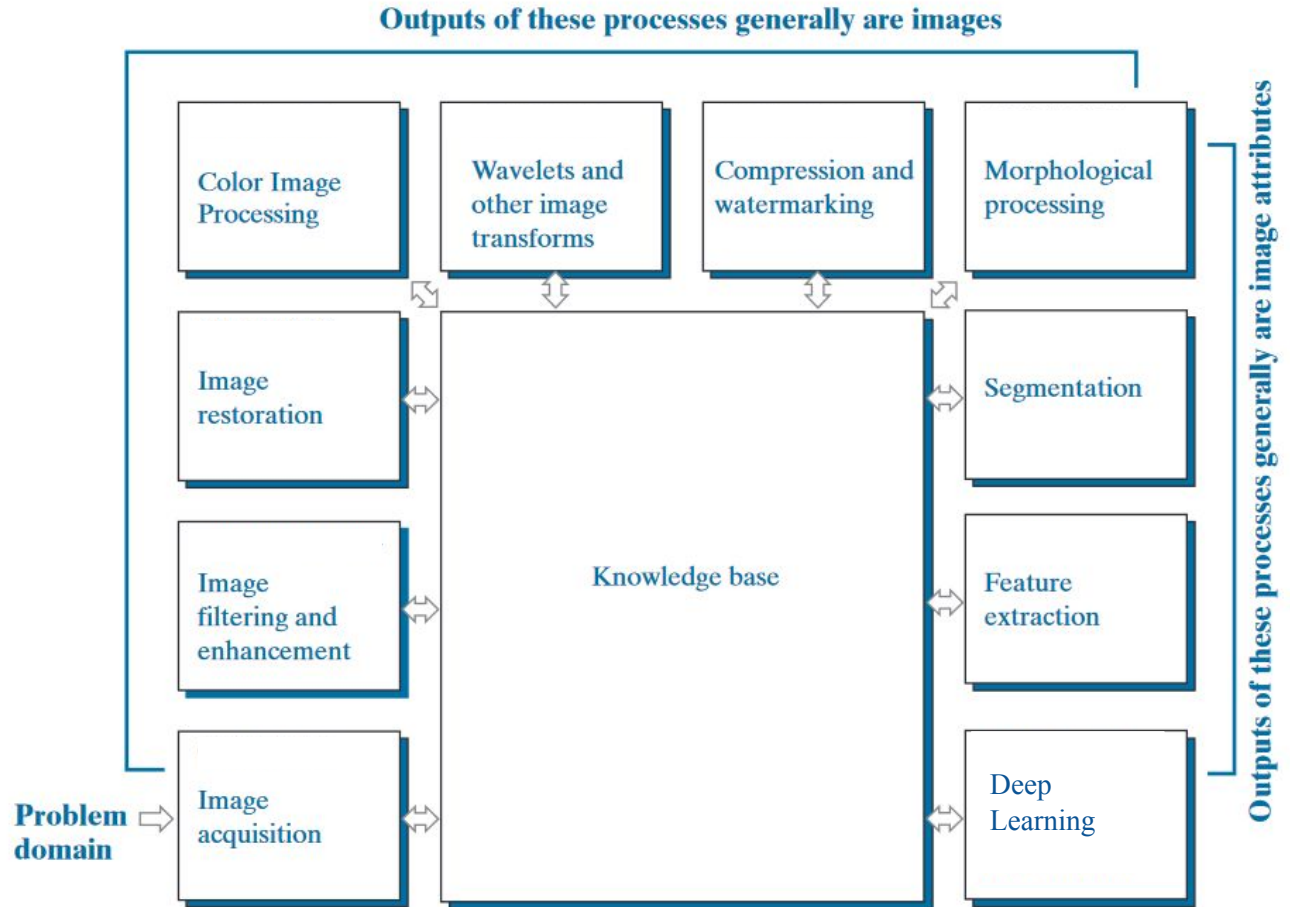 Outputs of these processes generally are images
Color Image
Processing
Wavelets and
other image
transforms
Compression and
watermarking
Morphological
processing
Outputs of these processes generally are image attributes
Image
restoration
Segmentation
Image
filtering and
enhancement
Knowledge base
Feature
extraction
Problem
domain
Image
acquisition
Deep
Learning